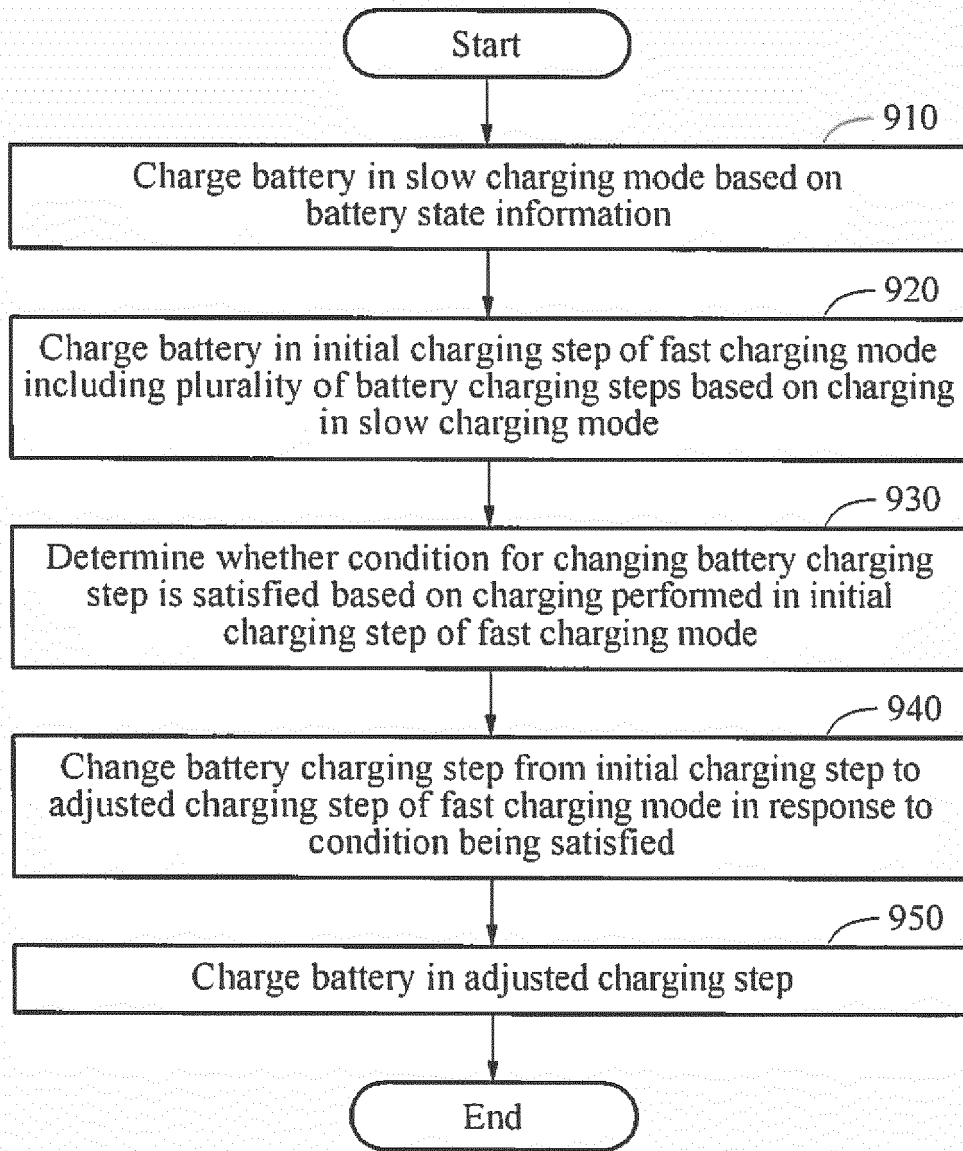 Start
910
Charge battery in slow charging mode based on
battery state information
920
Charge battery in initial charging step of fast charging mode
including plurality of battery charging steps based on charging
in slow charging mode
930
Determine whether condition for changing battery charging
step is satisfied based on charging performed in initial
charging step of fast charging mode
940
Change battery charging step from initial charging step to
adjusted charging step of fast charging mode in response to
condition being satisfied
950
Charge battery in adjusted charging step
End